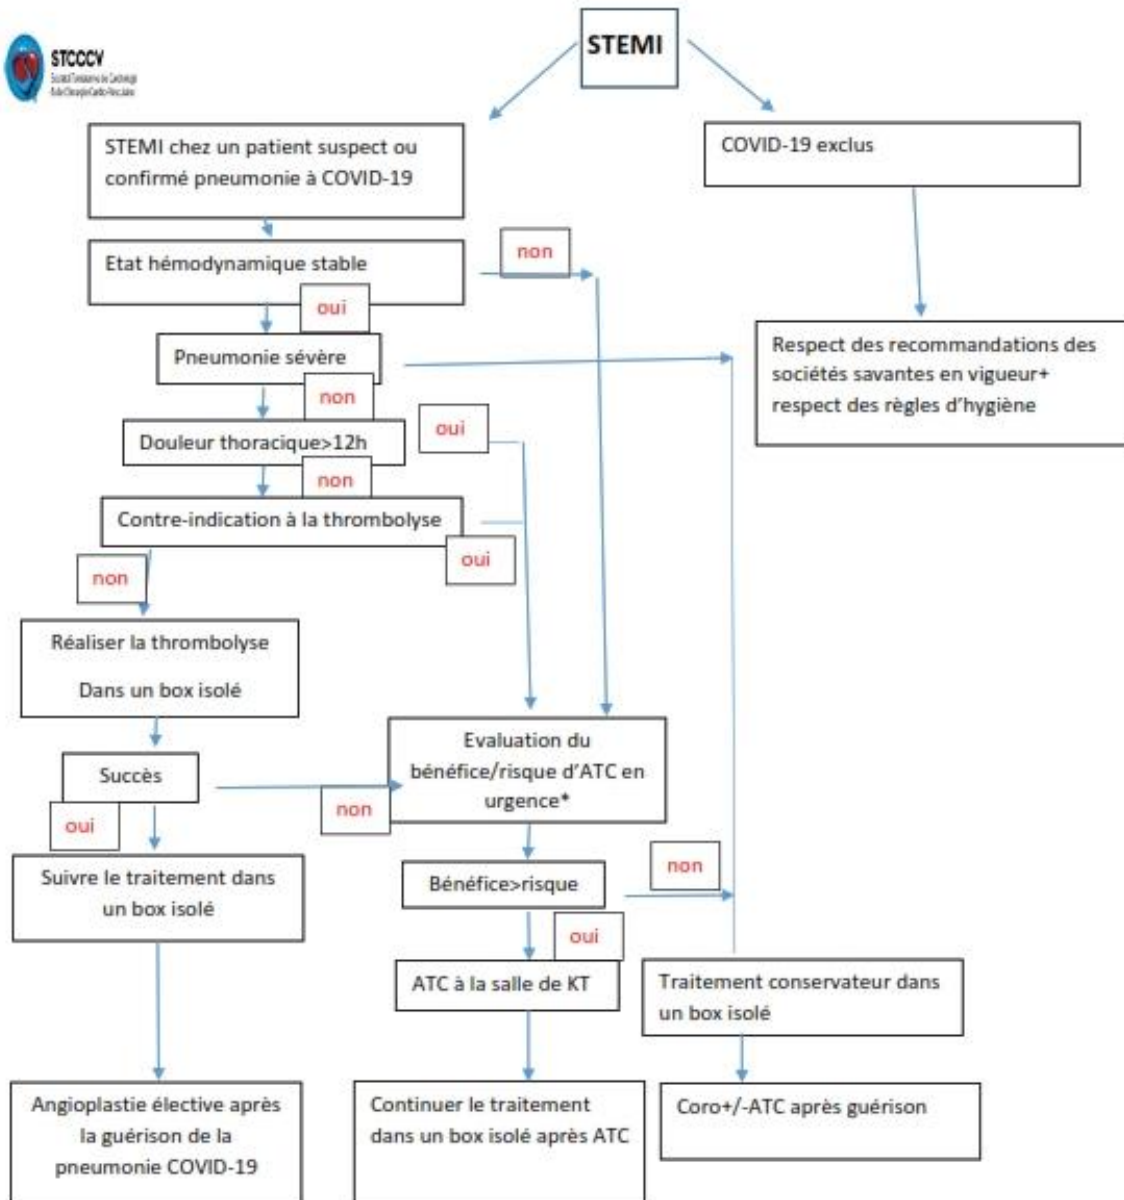 STEMI
STCCCV
STEMI chez un patient suspect ou
confirmé pneumonie à COVID-19
COVID-19 exclus
Etat hémodynamique stable
non
oui
Pneumonie sévère
non
Respect des recommandations des
sociétés savantes en vigueur+
respect des règles d'hygiène
Douleur thoracique>12h
oui
non
Contre-indication à la thrombolyse
oui
non
Réaliser la thrombolyse
Dans un box isolé
Evaluation du
bénéfice/risque d'ATC en
urgence*
Succès
non
oui
Suivre le traitement dans
un box isolé
Bénéfice>risque
non
oui
ATC à la salle de KT
Traitement conservateur dans
un box isolé
Angioplastie élective après
la guérison de la
pneumonie COVID-19
Continuer le traitement
dans un box isolé après ATC
Coro+/-ATC après guérison